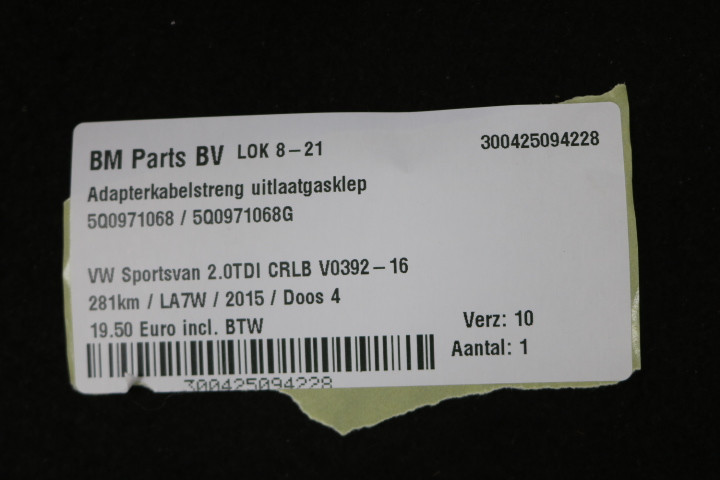 BM Parts BV LOK 8-21 300425094228
Adapterkabelstreng uitlaatgasklep
5Q0971068 / 5Q0971068G
VW Sportsvan 2.0TDI CRLB V0392-16
281km / LA7W / 2015 / Doos 4
19.50 Euro incl. BTW Verz: 10
Aantal: 1
300425094228